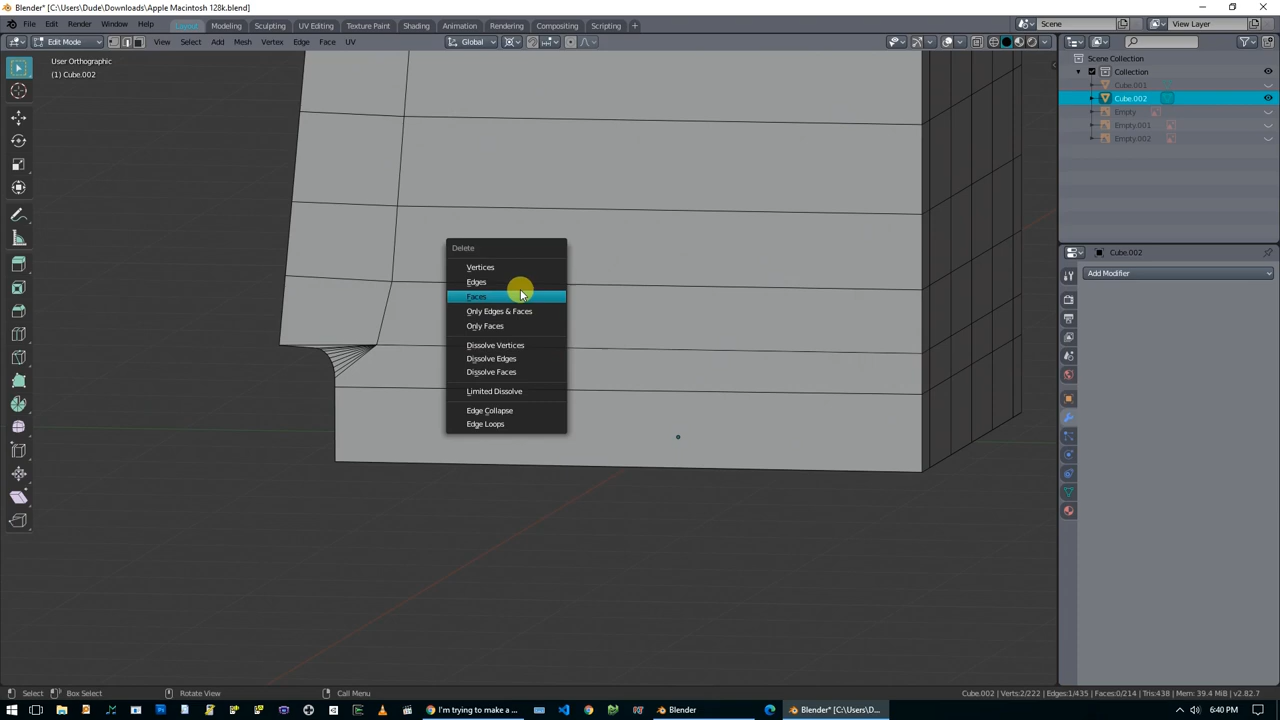 Blender* [C:\Users\Dude\Downloads\Apple Macintosh 128k.blend]
File Edit Render Window Help Layout Modeling Sculpting UV Editing Texture Paint Shading Animation Rendering Compositing Scripting + Scene View Layer
Edit Mode View Select Add Mesh Vertex Edge Face UV Global
User Orthographic
(1) Cube.002
Scene Collection
Collection
Cube.001
Cube.002
Empty
Empty.001
Empty.002
Cube.002
Add Modifier
Delete
Vertices
Edges
Faces
Only Edges & Faces
Only Faces
Dissolve Vertices
Dissolve Edges
Dissolve Faces
Limited Dissolve
Edge Collapse
Edge Loops
Select Box Select Rotate View Call Menu Cube.002 | Verts:2/222 | Edges:1/435 | Faces:0/214 | Tris:438 | Mem: 39.4 MiB | v2.82.7
I'm trying to make a ... Blender Blender* [C:\Users\D... 6:40 PM